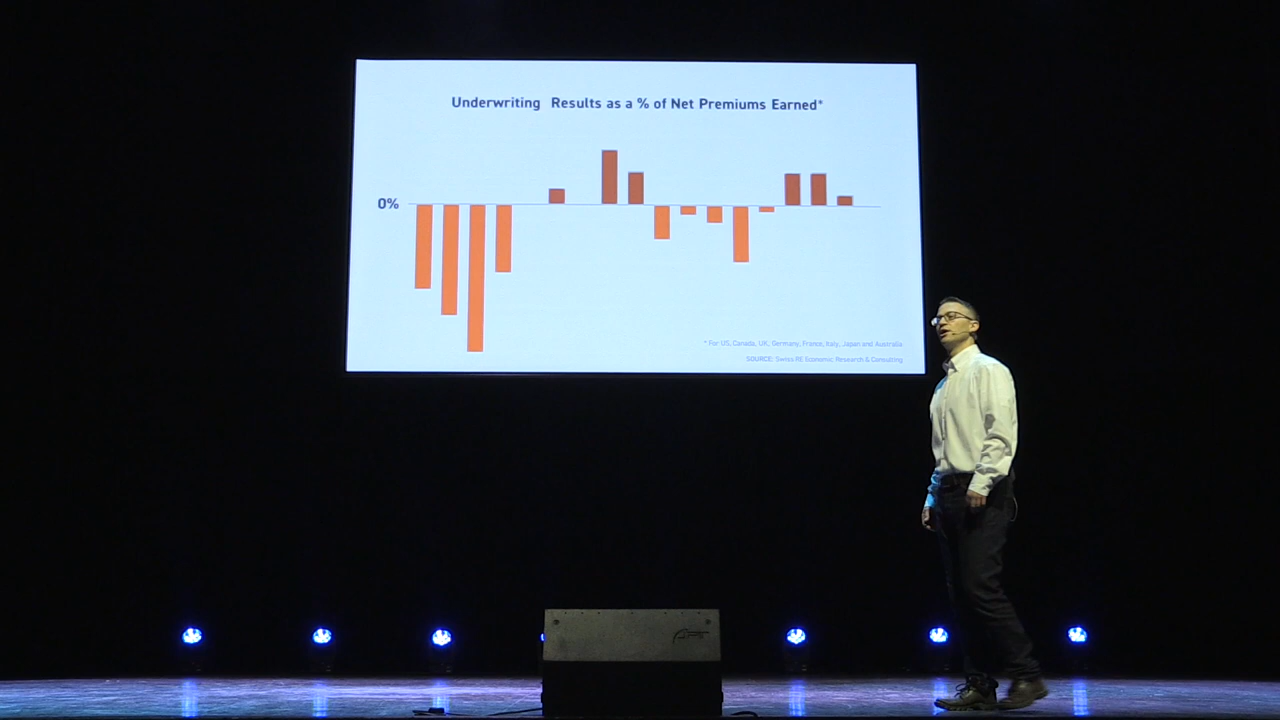 Underwriting Results as a % of Net Premiums Earned*
0%
* For US, Canada, UK, Germany, France, Italy, Japan and Australia
SOURCE: Swiss RE Economic Research & Consulting